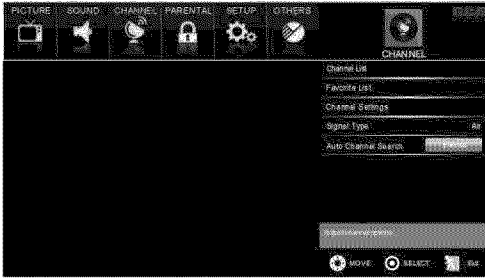 PICTURE SOUND CHANNEL PARENTAL SETUP OTHERS
CHANNEL
Channel List
Favorite List
Channel Settings
Signal Type Air
Auto Channel Search
MOVE SELECT Exit